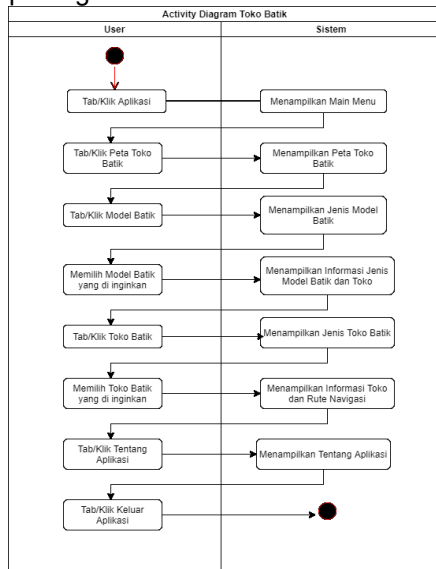 Activity Diagram Toko Batik
User
Sistem
Tab/Klik Aplikasi
Menampilkan Main Menu
Tab/Klik Peta Toko
Batik
Menampilkan Peta Toko
Batik
Tab/Klik Model Batik
Menampilkan Jenis Model
Batik
Memilih Model Batik
yang di inginkan
Menampilkan Informasi Jenis
Model Batik dan Toko
Tab/Klik Toko Batik
Menampilkan Jenis Toko Batik
Memilih Toko Batik
yang di inginkan
Menampilkan Informasi Toko
dan Rute Navigasi
Tab/Klik Tentang
Aplikasi
Menampilkan Tentang Aplikasi
Tab/Klik Keluar
Aplikasi